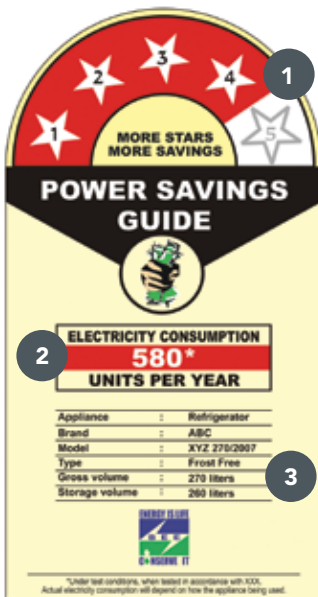 1 2 3 4 5
1
MORE STARS
MORE SAVINGS
POWER SAVINGS
GUIDE
2
ELECTRICITY CONSUMPTION
580*
UNITS PER YEAR
Appliance : Refrigerator
Brand : ABC
Model : XYZ 270/2007
Type : Frost Free
3
Gross volume : 270 liters
Storage volume : 260 liters
ENERGY IS LIFE
BEE
CONSERVE IT
*Under test conditions, when tested in accordance with XXX.
Actual electricity consumption will depend on how the appliance being used.